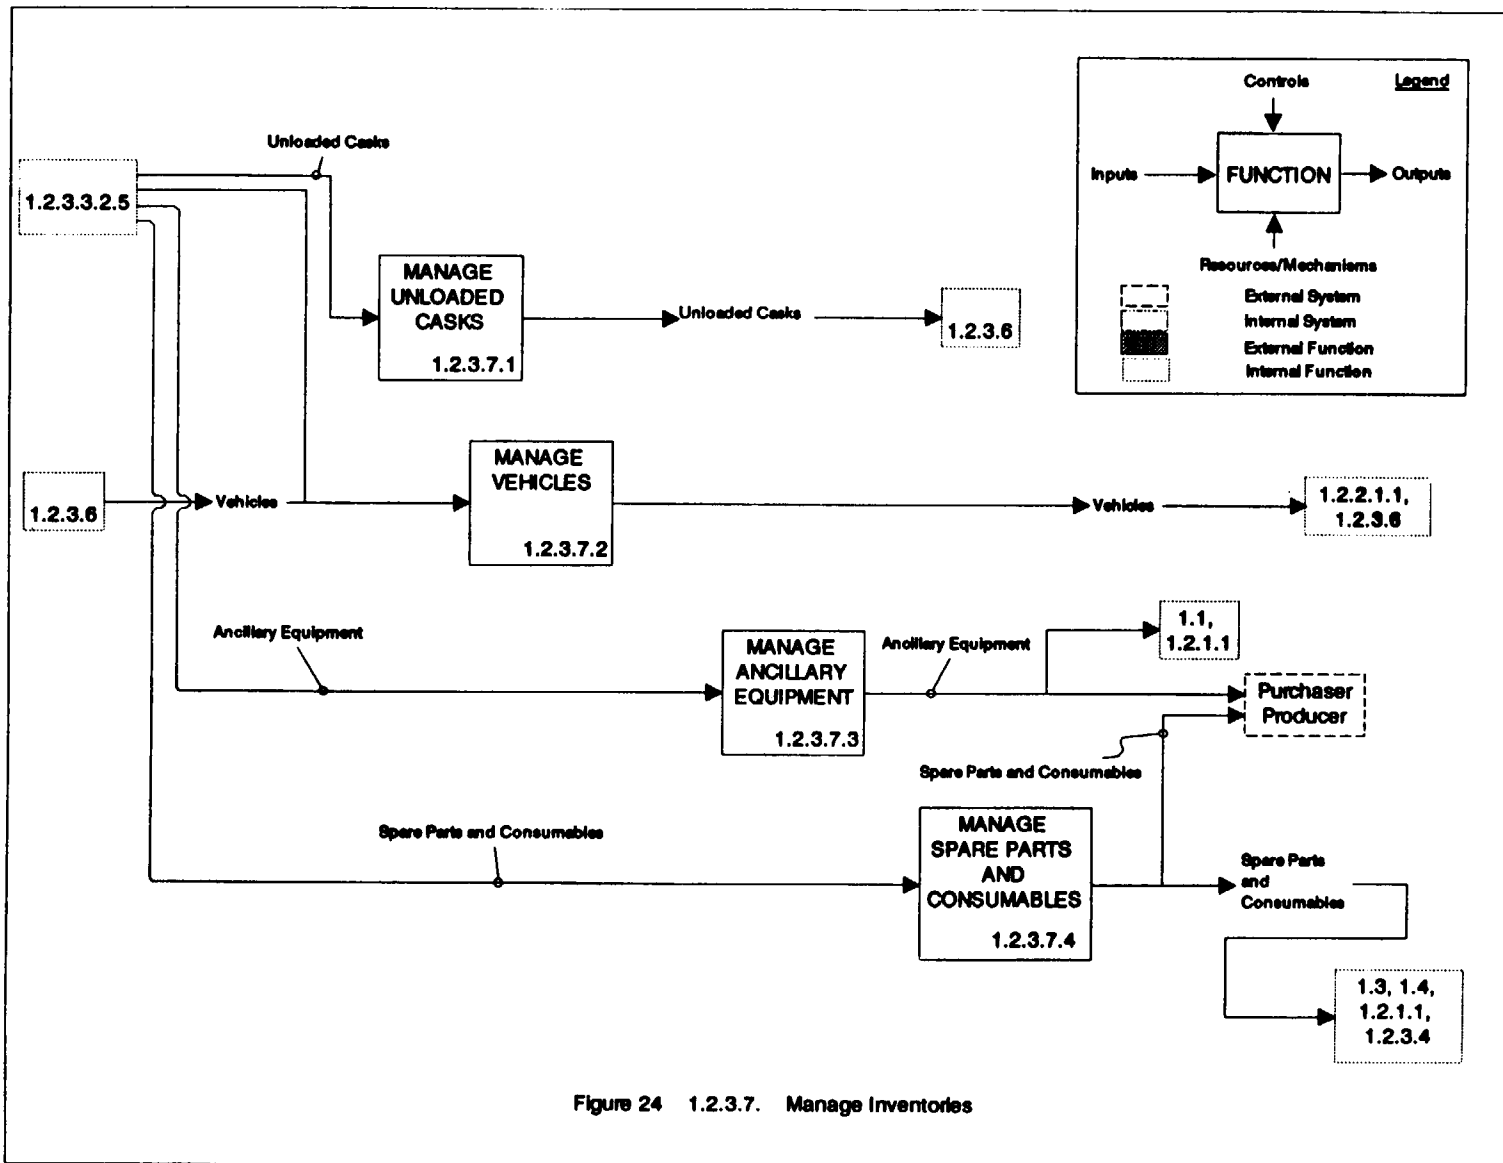 Controls
Legend
Inputs
FUNCTION
Outputs
Resources/Mechanisms
External System
Internal System
External Function
Internal Function
Unloaded Casks
1.2.3.3.2.5
MANAGE
UNLOADED
CASKS
1.2.3.7.1
Unloaded Casks
1.2.3.6
1.2.3.6
Vehicles
MANAGE
VEHICLES
1.2.3.7.2
Vehicles
1.2.2.1.1,
1.2.3.6
Ancillary Equipment
MANAGE
ANCILLARY
EQUIPMENT
1.2.3.7.3
Ancillary Equipment
1.1,
1.2.1.1
Purchaser
Producer
Spare Parts and Consumables
Spare Parts and Consumables
MANAGE
SPARE PARTS
AND
CONSUMABLES
1.2.3.7.4
Spare Parts
and
Consumables
1.3, 1.4,
1.2.1.1,
1.2.3.4
Figure 24 1.2.3.7. Manage Inventories